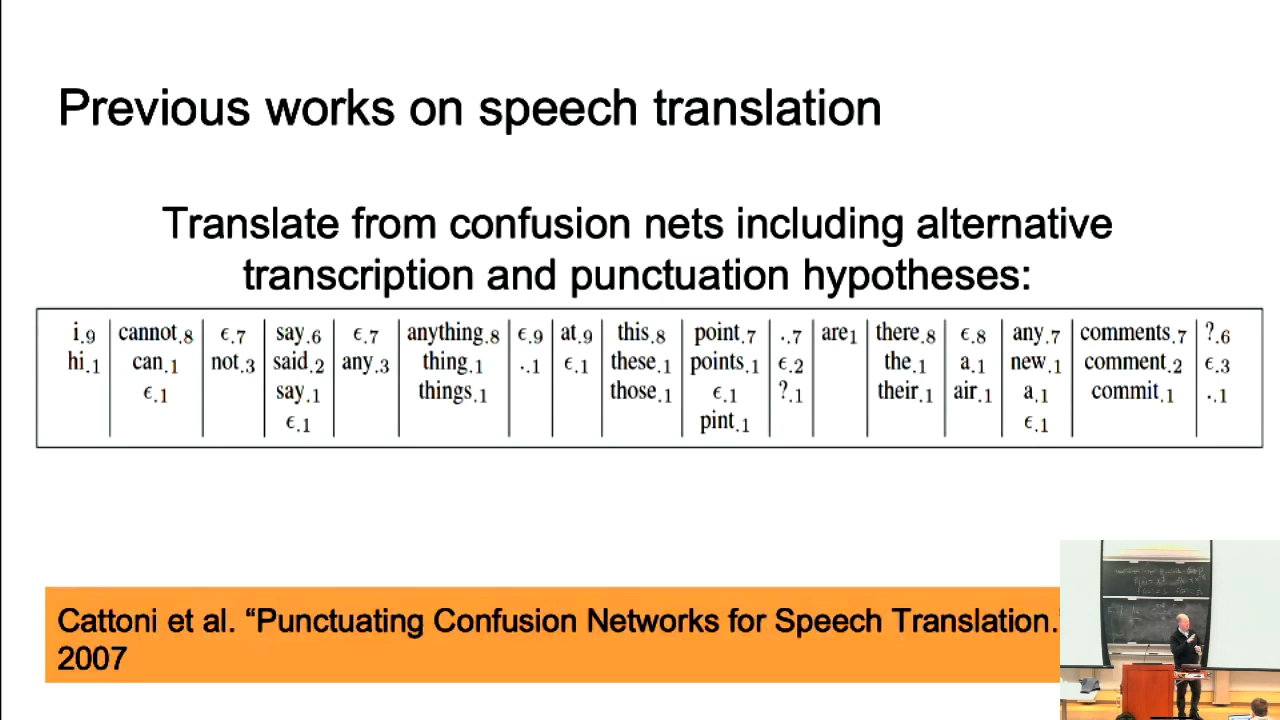 Previous works on speech translation
Translate from confusion nets including alternative
transcription and punctuation hypotheses:
i.9 cannot.8 ϵ.7 say.6 ϵ.7 anything.8 ϵ.9 at.9 this.8 point.7 ..7 are1 there.8 ϵ.8 any.7 comments.7 ?.6
hi.1 can.1 not.3 said.2 any.3 thing.1 ..1 ϵ.1 these.1 points.1 ϵ.2 the.1 a.1 new.1 comment.2 ϵ.3
ϵ.1 say.1 things.1 those.1 ϵ.1 ?.1 their.1 air.1 a.1 commit.1 ..1
ϵ.1 pint.1 ϵ.1
Cattoni et al. “Punctuating Confusion Networks for Speech Translation.”
2007